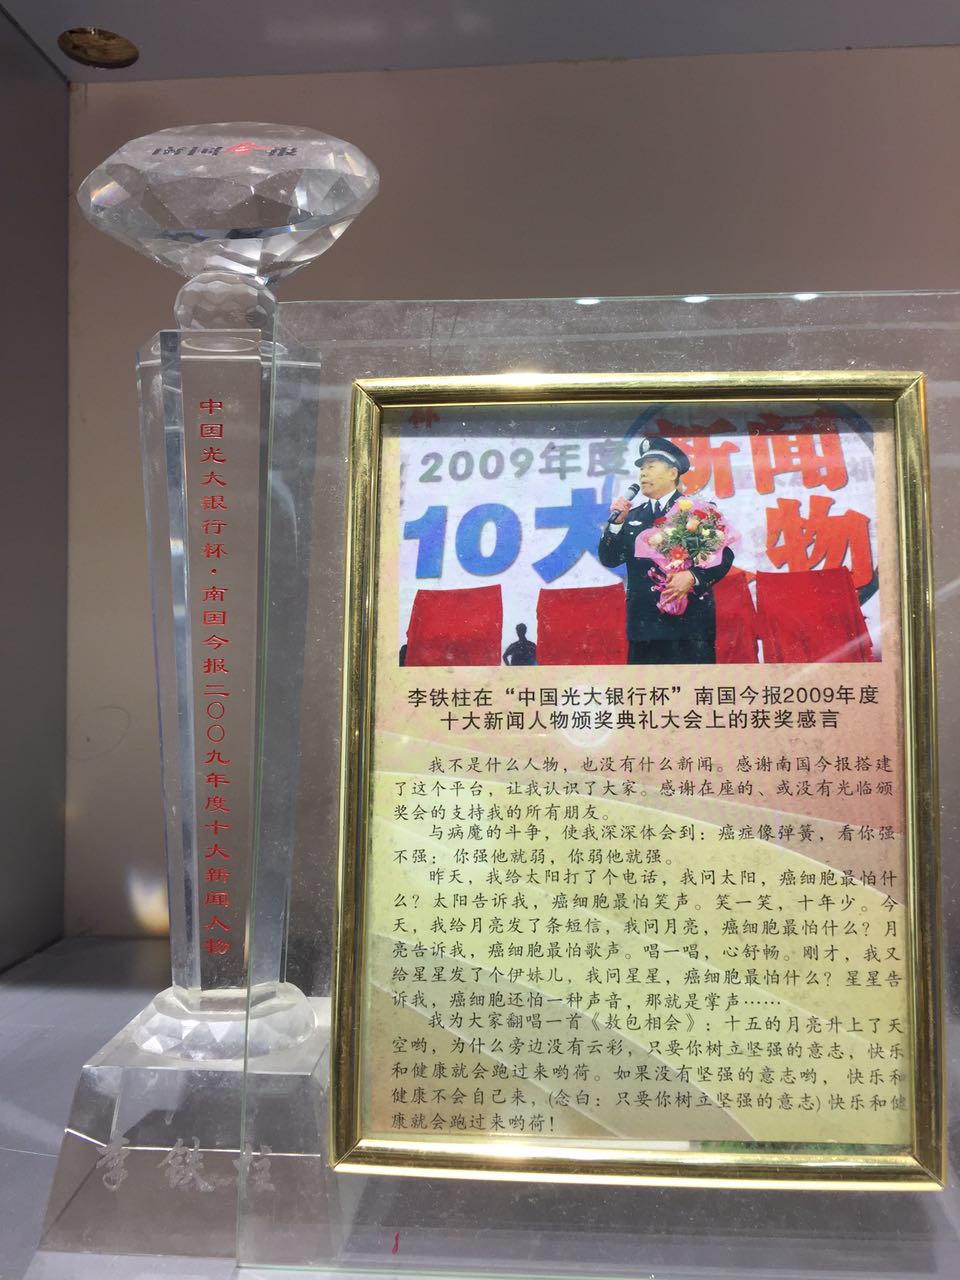 南国今报
中国光大银行杯·南国今报二〇〇九年度十大新闻人物
李铁柱
杯
2009年度
新闻
10大
人物
李铁柱在“中国光大银行杯”南国今报2009年度
十大新闻人物颁奖典礼大会上的获奖感言
我不是什么人物，也没有什么新闻。感谢南国今报搭建
了这个平台，让我认识了大家。感谢在座的、或没有光临颁
奖会的支持我的所有朋友。
与病魔的斗争，使我深深体会到：癌症像弹簧，看你强
不强；你强他就弱，你弱他就强。
昨天，我给太阳打了个电话，我问太阳，癌细胞最怕什
么？太阳告诉我，癌细胞最怕笑声。笑一笑，十年少。今
天，我给月亮发了条短信，我问月亮，癌细胞最怕什么？月
亮告诉我，癌细胞最怕歌声。唱一唱，心舒畅。刚才，我又
给星星发了个伊妹儿，我问星星，癌细胞最怕什么？星星告
诉我，癌细胞还怕一种声音，那就是掌声……
我为大家翻唱一首《敖包相会》：十五的月亮升上了天
空哟，为什么旁边没有云彩，只要你树立坚强的意志，快乐
和健康就会跑过来哟荷。如果没有坚强的意志哟，快乐和
健康不会自己来，(念白：只要你树立坚强的意志)快乐和健
康就会跑过来哟荷！